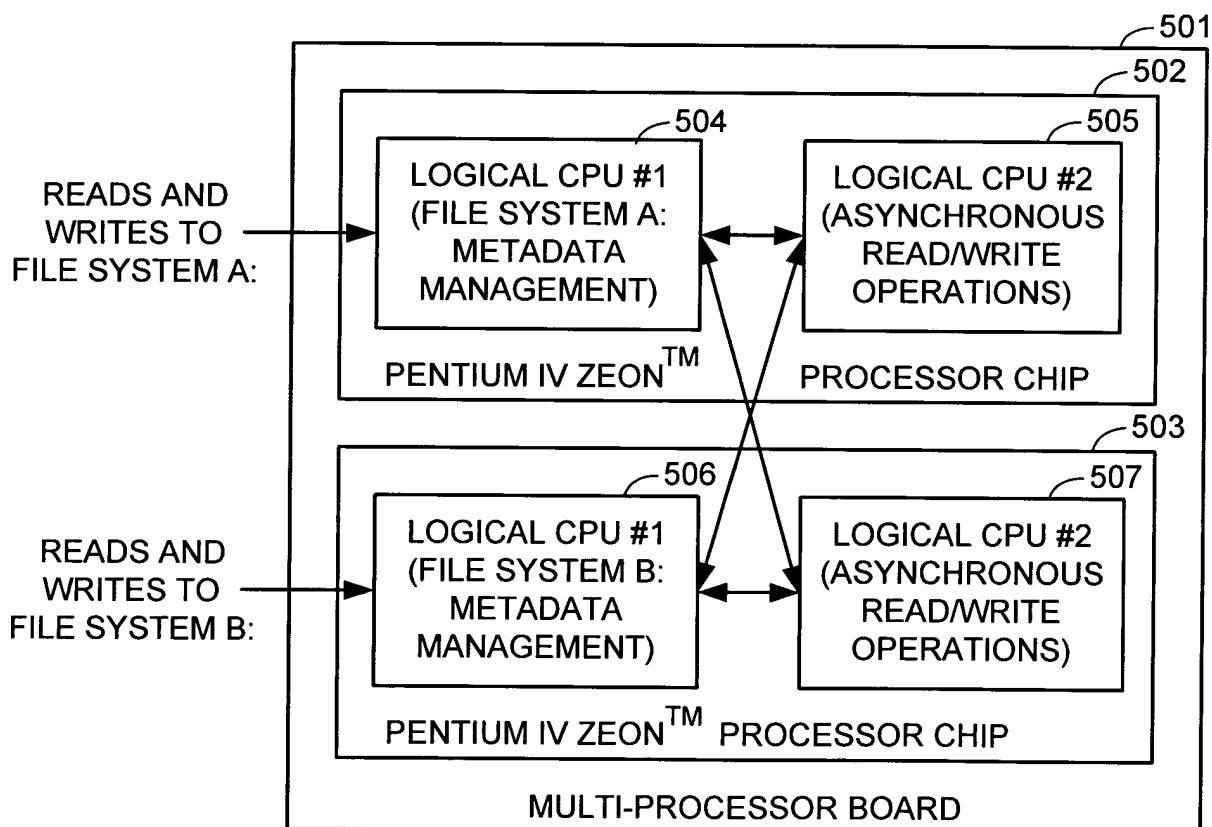 501
502
504
505
READS AND
WRITES TO
FILE SYSTEM A:
LOGICAL CPU #1
(FILE SYSTEM A:
METADATA
MANAGEMENT)
LOGICAL CPU #2
(ASYNCHRONOUS
READ/WRITE
OPERATIONS)
PENTIUM IV ZEON™ PROCESSOR CHIP
503
506
507
READS AND
WRITES TO
FILE SYSTEM B:
LOGICAL CPU #1
(FILE SYSTEM B:
METADATA
MANAGEMENT)
LOGICAL CPU #2
(ASYNCHRONOUS
READ/WRITE
OPERATIONS)
PENTIUM IV ZEON™ PROCESSOR CHIP
MULTI-PROCESSOR BOARD